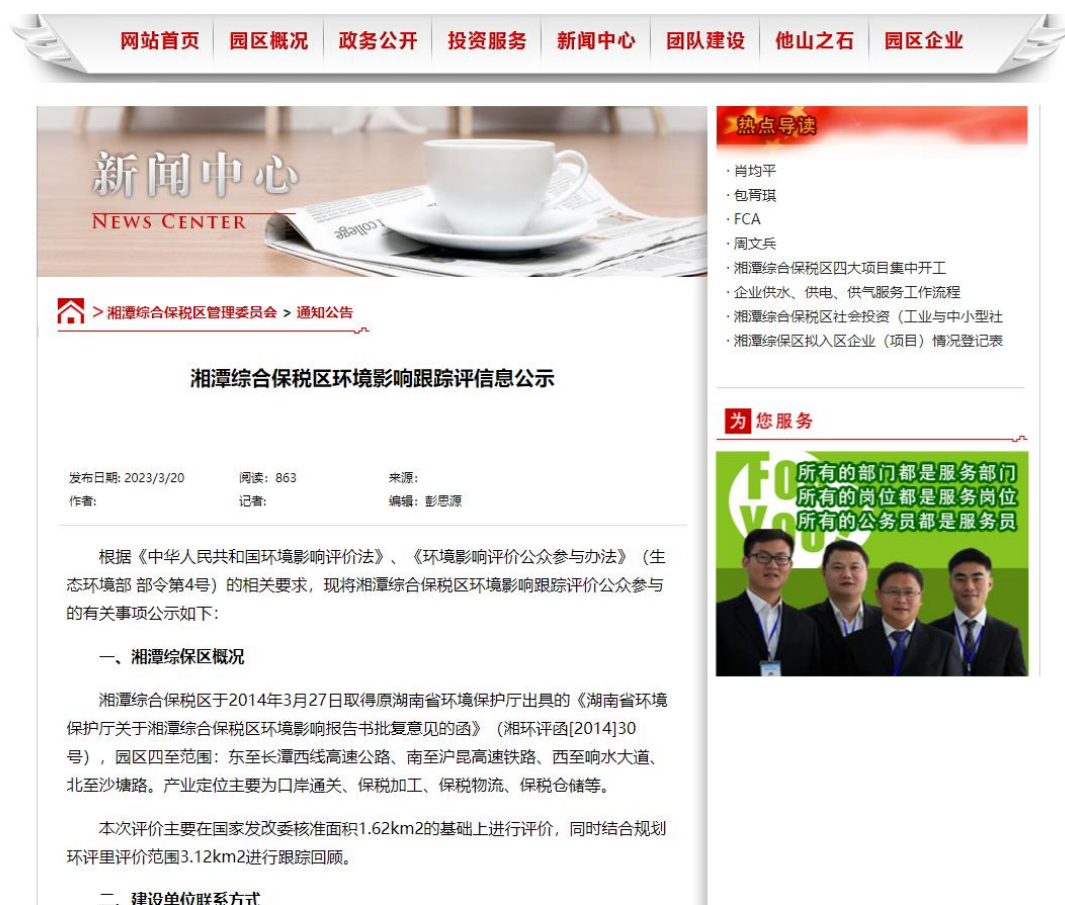 网站首页 园区概况 政务公开 投资服务 新闻中心 团队建设 他山之石 园区企业
新闻中心
NEWS CENTER
college
> 湘潭综合保税区管理委员会 > 通知公告
湘潭综合保税区环境影响跟踪评信息公示
发布日期: 2023/3/20 阅读: 863 来源:
作者: 记者: 编辑: 彭思源
根据《中华人民共和国环境影响评价法》、《环境影响评价公众参与办法》（生
态环境部 部令第4号）的相关要求，现将湘潭综合保税区环境影响跟踪评价公众参与
的有关事项公示如下：
一、湘潭综保区概况
湘潭综合保税区于2014年3月27日取得原湖南省环境保护厅出具的《湖南省环境
保护厅关于湘潭综合保税区环境影响报告书批复意见的函》（湘环评函[2014]30
号），园区四至范围：东至长潭西线高速公路、南至沪昆高速铁路、西至响水大道、
北至沙塘路。产业定位主要为口岸通关、保税加工、保税物流、保税仓储等。
本次评价主要在国家发改委核准面积1.62km2的基础上进行评价，同时结合规划
环评里评价范围3.12km2进行跟踪回顾。
二、建设单位联系方式
热点导读
· 肖均平
· 包胥琪
· FCA
· 周文兵
· 湘潭综合保税区四大项目集中开工
· 企业供水、供电、供气服务工作流程
· 湘潭综合保税区社会投资（工业与中小型社
· 湘潭综保区拟入区企业（项目）情况登记表
为您服务
FOR
YOU
所有的部门都是服务部门
所有的岗位都是服务岗位
所有的公务员都是服务员